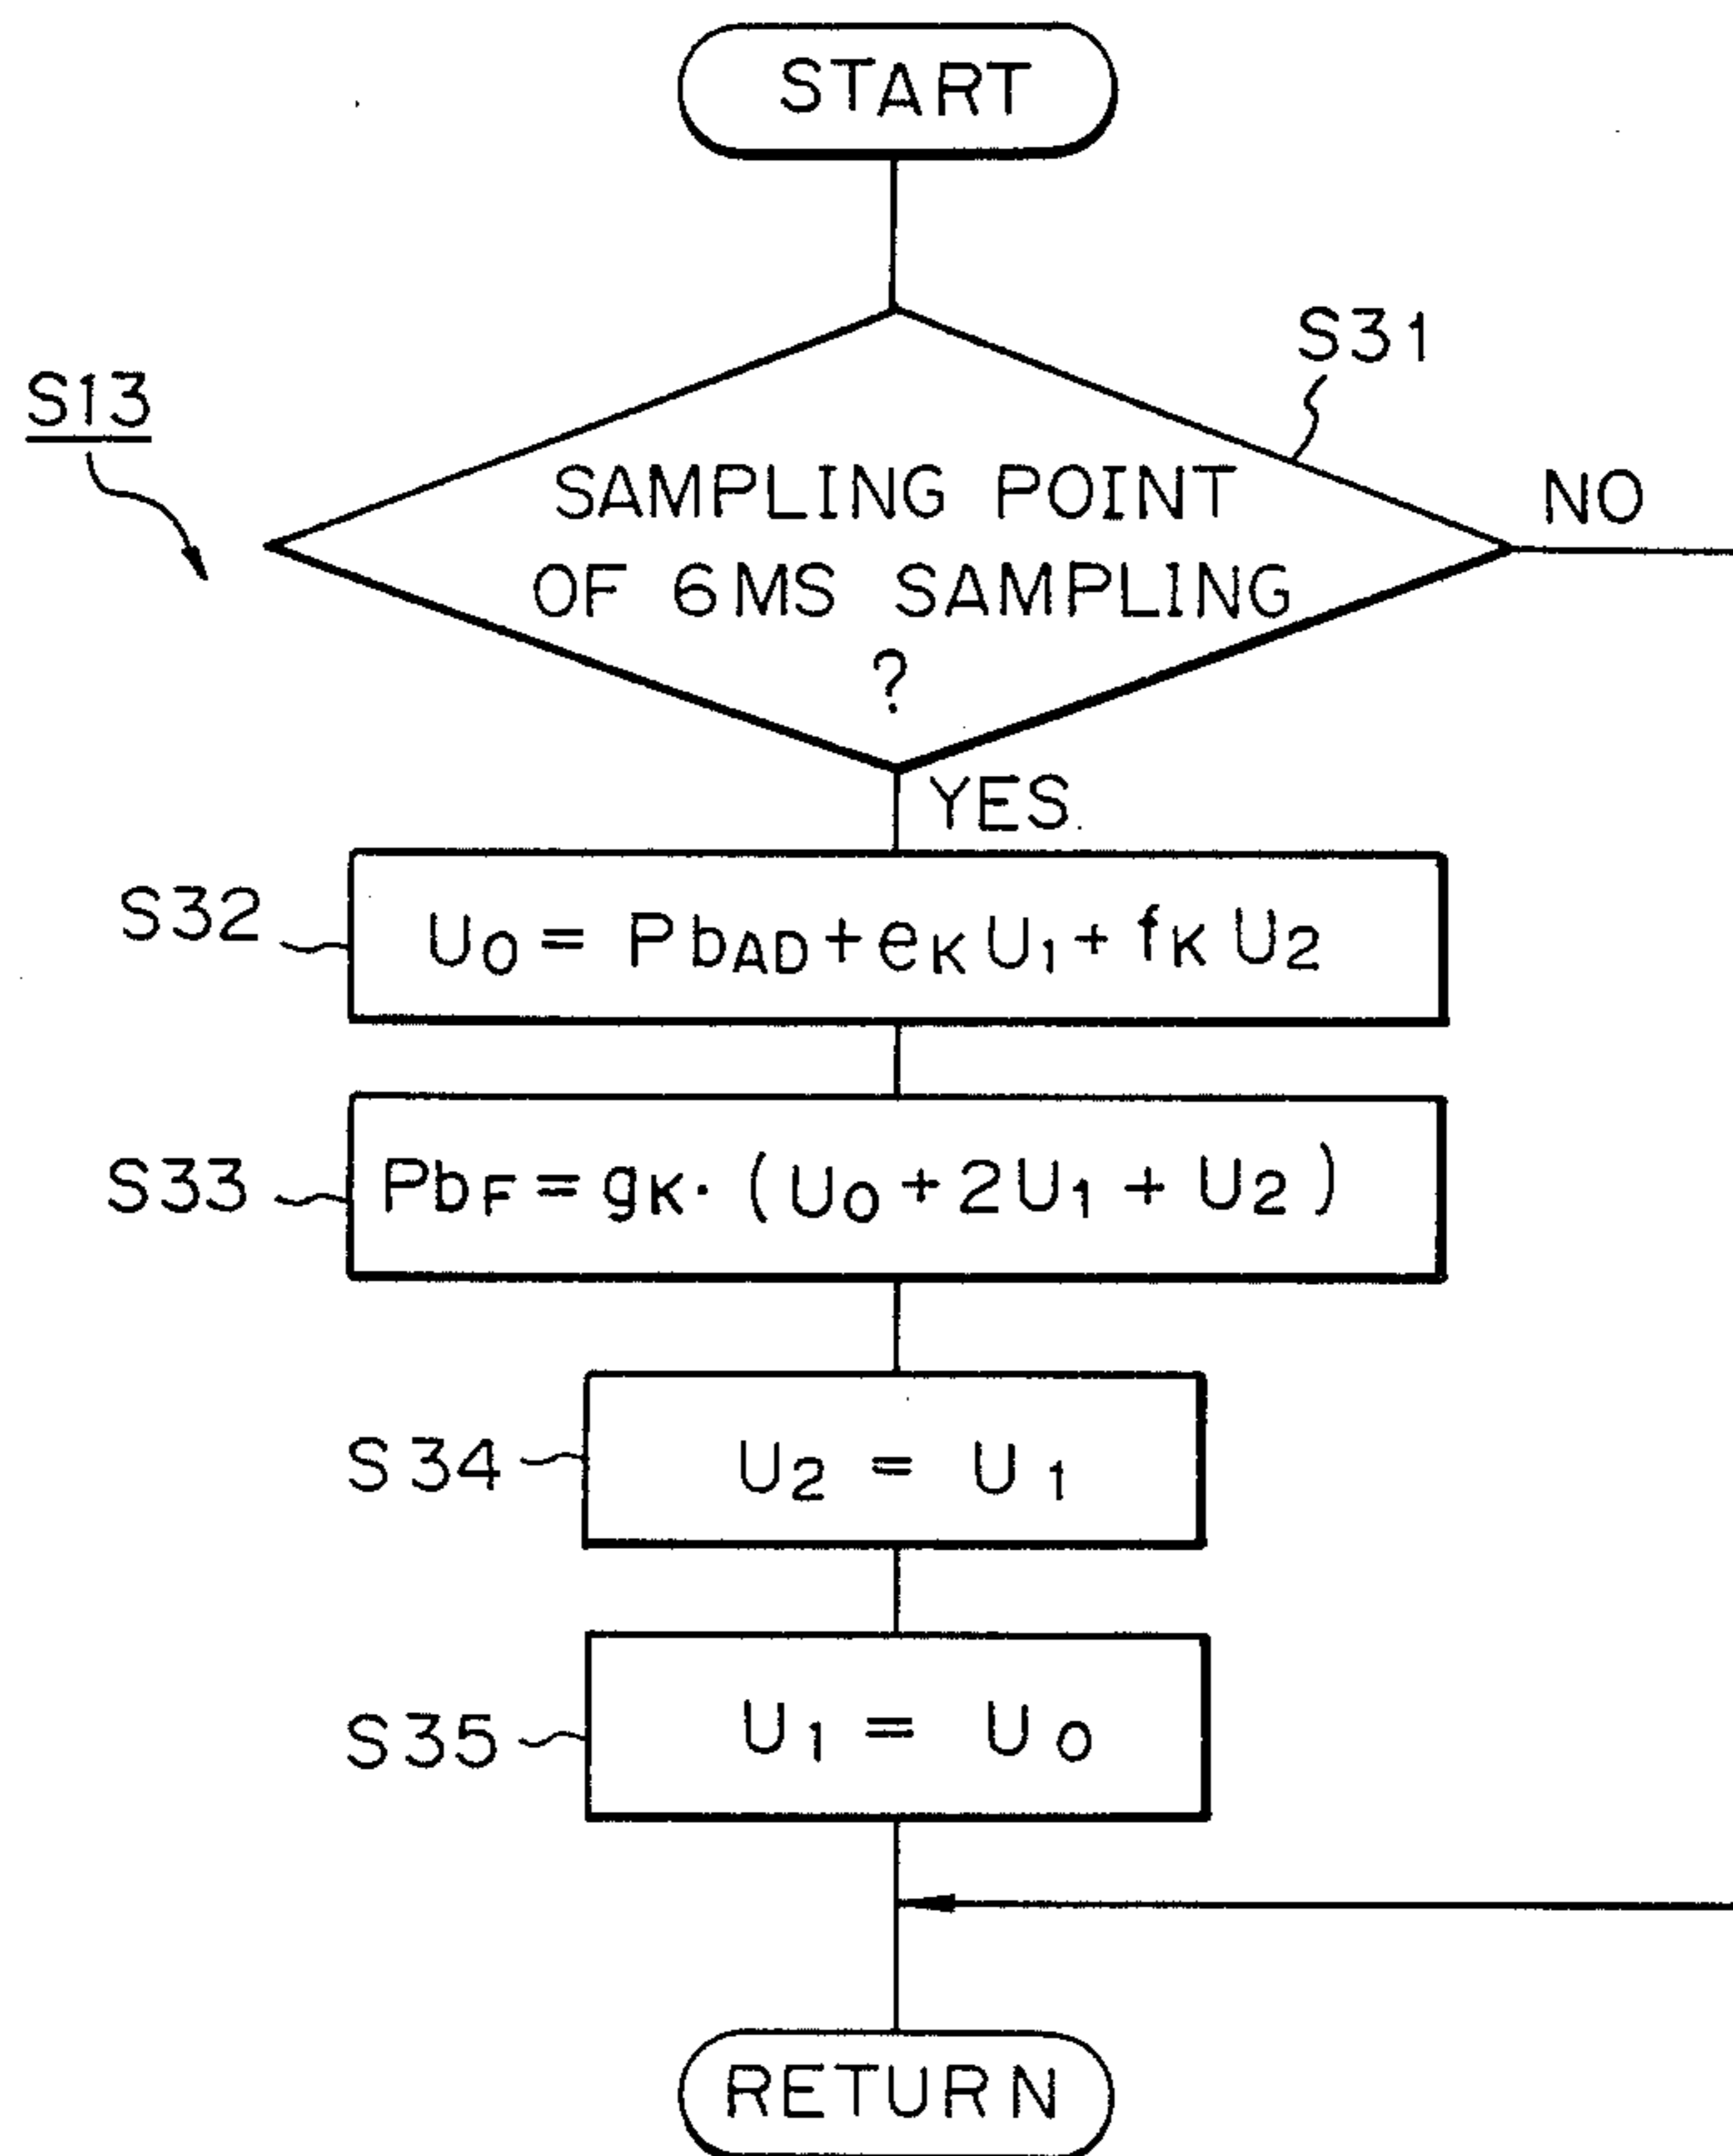 START
S31
S13
SAMPLING POINT
OF 6MS SAMPLING
?
NO
YES
S32
U0 = PbAD + eK U1 + fK U2
S33
PbF = gK· (U0 + 2U1 + U2)
S34
U2 = U1
S35
U1 = U0
RETURN